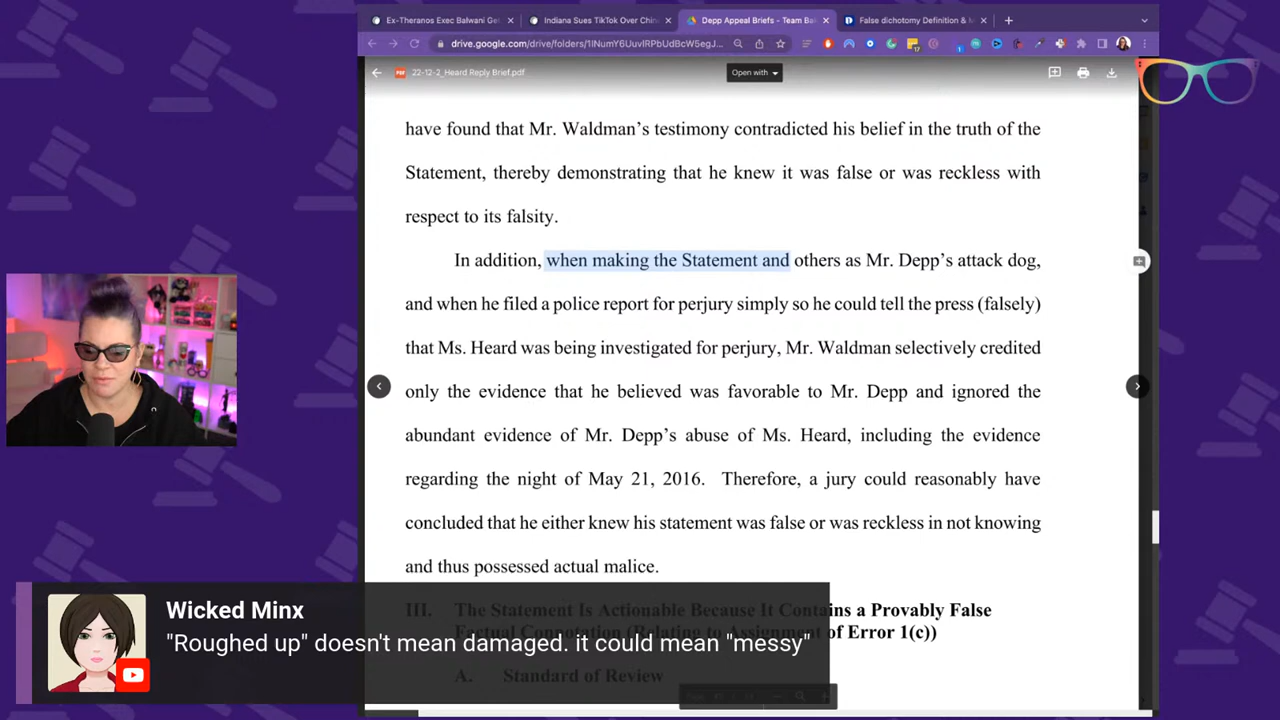 Ex-Theranos Exec Balwani Ge
Indiana Sues TikTok Over Chin
Depp Appeal Briefs - Team Ba
False dichotomy Definition & M
drive.google.com/drive/folders/1lNumY6UuvIRPbUdBcW5egJ...
PDF
22-12-2_Heard Reply Brief.pdf
Open with
have found that Mr. Waldman's testimony contradicted his belief in the truth of the
Statement, thereby demonstrating that he knew it was false or was reckless with
respect to its falsity.
In addition, when making the Statement and others as Mr. Depp's attack dog,
and when he filed a police report for perjury simply so he could tell the press (falsely)
that Ms. Heard was being investigated for perjury, Mr. Waldman selectively credited
only the evidence that he believed was favorable to Mr. Depp and ignored the
abundant evidence of Mr. Depp's abuse of Ms. Heard, including the evidence
regarding the night of May 21, 2016. Therefore, a jury could reasonably have
concluded that he either knew his statement was false or was reckless in not knowing
and thus possessed actual malice.
III. The Statement Is Actionable Because It Contains a Provably False
Factual Connotation (Relating to Assignment of Error 1(c))
A. Standard of Review
Wicked Minx
"Roughed up" doesn't mean damaged. it could mean "messy"